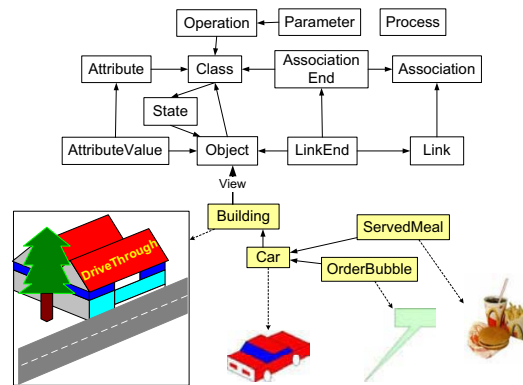 Operation
Parameter
Process
Attribute
Class
Association
End
Association
State
AttributeValue
Object
LinkEnd
Link
View
Building
ServedMeal
Car
OrderBubble
DriveThrough